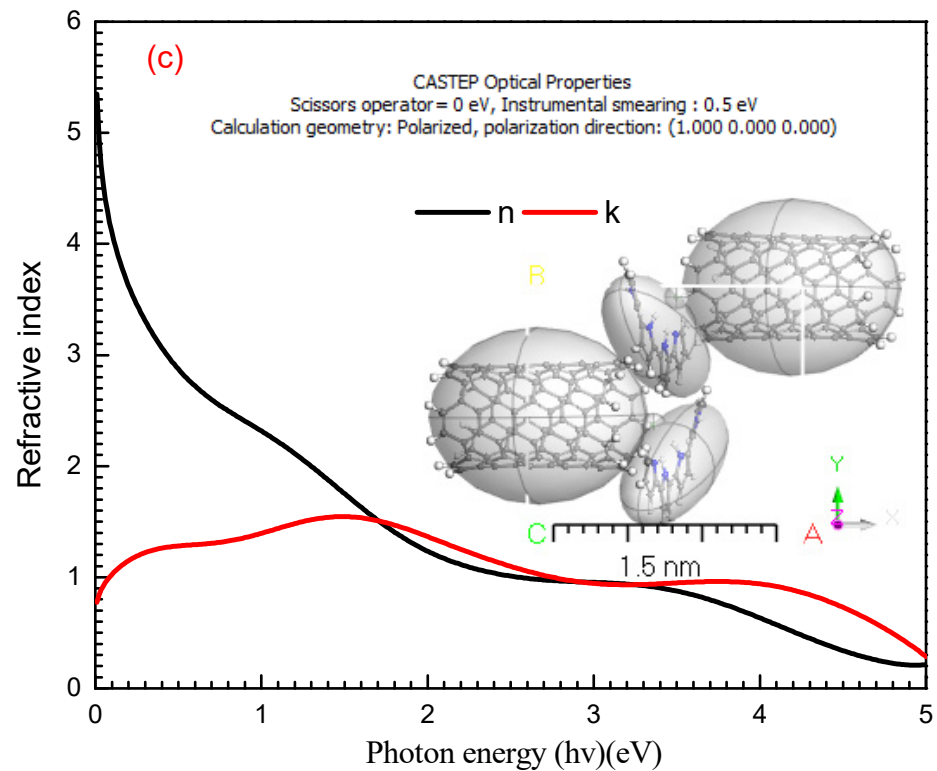 (c)
CASTEP Optical Properties
Scissors operator= 0 eV, Instrumental smearing : 0.5 eV
Calculation geometry: Polarized, polarization direction: (1.000 0.000 0.000)
n k
B
C
A
Y
Z
X
1.5 nm
Refractive index
6
5
4
3
2
1
0
0 1 2 3 4 5
Photon energy (hv)(eV)